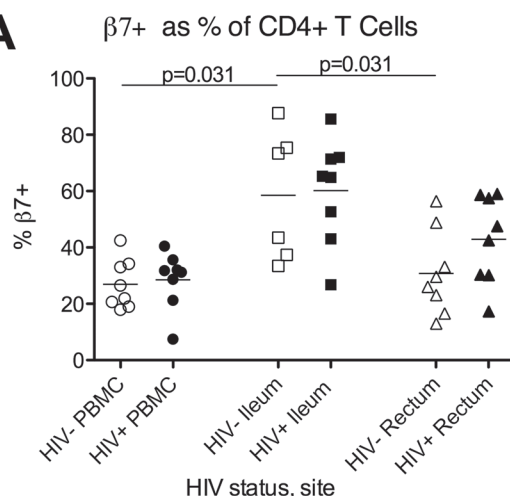 A
β7+ as % of CD4+ T Cells
p=0.031
p=0.031
% β7+
100
80
60
40
20
0
HIV- PBMC
HIV+ PBMC
HIV- Ileum
HIV+ Ileum
HIV- Rectum
HIV+ Rectum
HIV status, site